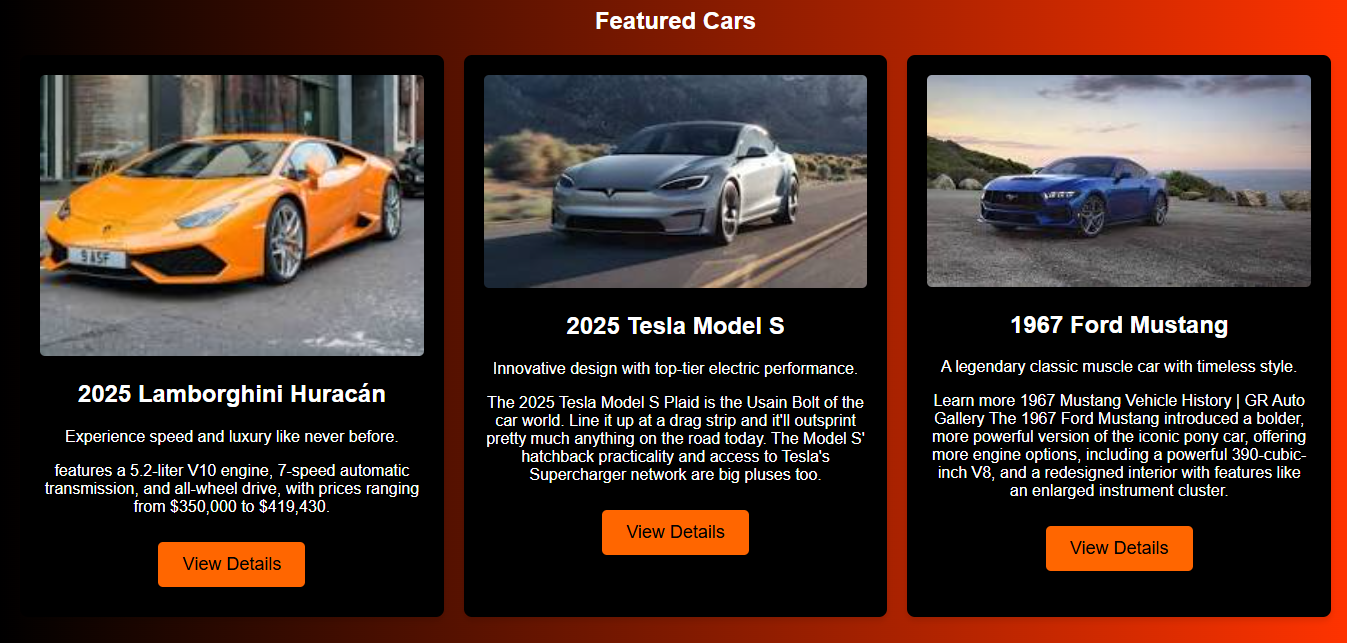 Featured Cars
9 ASF
2025 Lamborghini Huracán
Experience speed and luxury like never before.
features a 5.2-liter V10 engine, 7-speed automatic
transmission, and all-wheel drive, with prices ranging
from $350,000 to $419,430.
View Details
2025 Tesla Model S
Innovative design with top-tier electric performance.
The 2025 Tesla Model S Plaid is the Usain Bolt of the
car world. Line it up at a drag strip and it'll outsprint
pretty much anything on the road today. The Model S'
hatchback practicality and access to Tesla's
Supercharger network are big pluses too.
View Details
1967 Ford Mustang
A legendary classic muscle car with timeless style.
Learn more 1967 Mustang Vehicle History | GR Auto
Gallery The 1967 Ford Mustang introduced a bolder,
more powerful version of the iconic pony car, offering
more engine options, including a powerful 390-cubic-
inch V8, and a redesigned interior with features like
an enlarged instrument cluster.
View Details